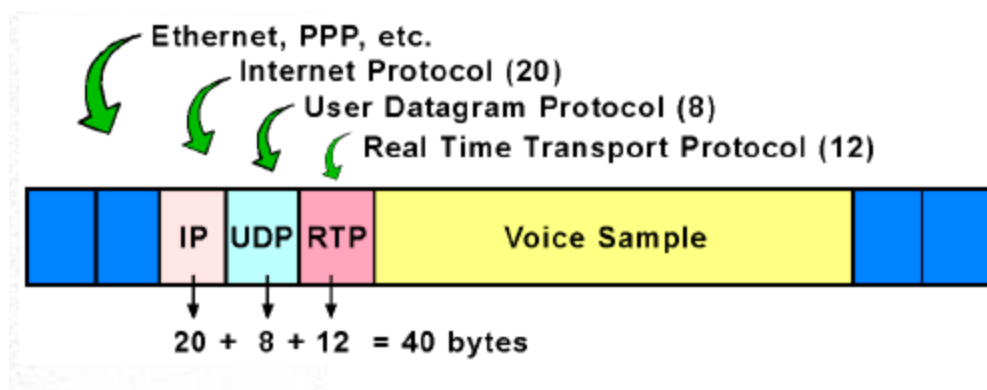 Ethernet, PPP, etc.
Internet Protocol (20)
User Datagram Protocol (8)
Real Time Transport Protocol (12)
IP UDP RTP Voice Sample
20 + 8 + 12 = 40 bytes